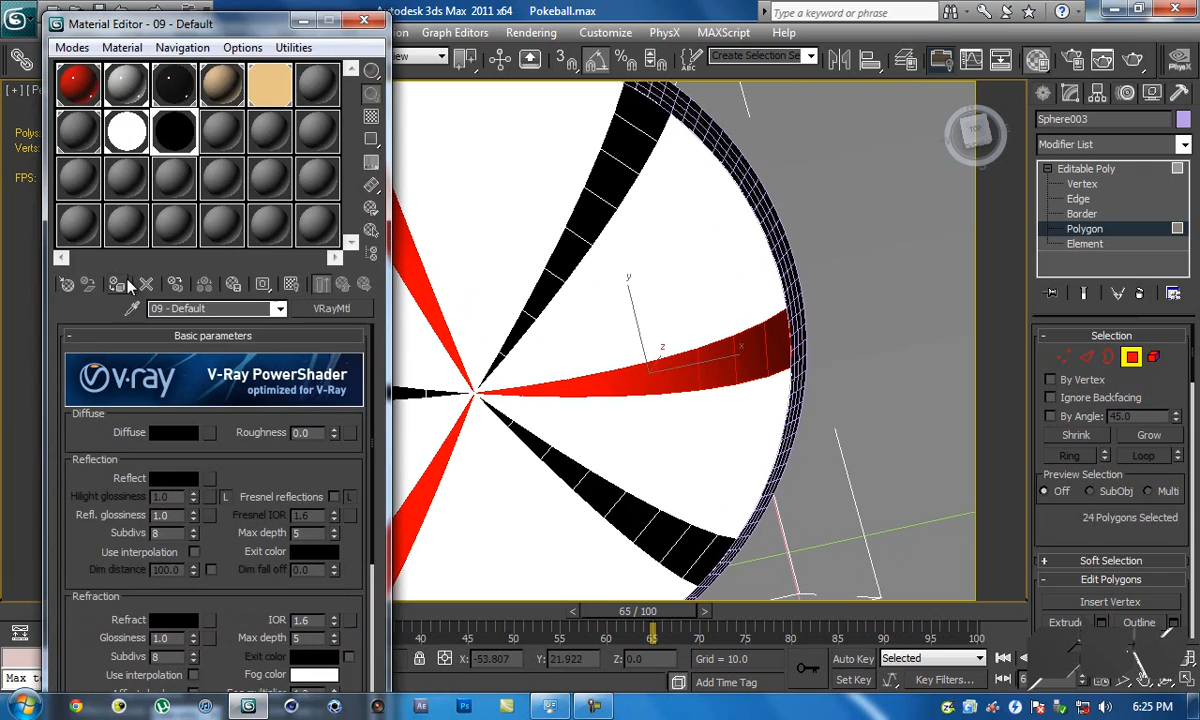 Material Editor - 09 - Default
Autodesk 3ds Max 2011 x64
Pokeball.max
Type a keyword or phrase
Modes
Material
Navigation
Options
Utilities
Graph Editors
Rendering
Customize
PhysX
MAXScript
Help
Create Selection Se
PhysX
[ + ]
Polys
Verts
FPS:
TOP
y
z
x
Sphere003
Modifier List
Editable Poly
Vertex
Edge
Border
Polygon
Element
09 - Default
VRayMtl
Basic parameters
v-ray
V-Ray PowerShader
optimized for V-Ray
Diffuse
Diffuse
Roughness
0.0
Reflection
Reflect
Hilight glossiness
1.0
L
Fresnel reflections
L
Refl. glossiness
1.0
Fresnel IOR
1.6
Subdivs
8
Max depth
5
Use interpolation
Exit color
Dim distance
100.0
Dim fall off
0.0
Refraction
Refract
IOR
1.6
Glossiness
1.0
Max depth
5
Subdivs
8
Exit color
Use interpolation
Fog color
Selection
By Vertex
Ignore Backfacing
By Angle:
45.0
Shrink
Grow
Ring
Loop
Preview Selection
Off
SubObj
Multi
24 Polygons Selected
Soft Selection
Edit Polygons
Insert Vertex
Extrude
Outline
65 / 100
40
45
50
55
60
65
70
75
80
85
90
95
100
X:
-53.807
Y:
21.922
Z:
0.0
Grid = 10.0
Add Time Tag
Auto Key
Selected
Set Key
Key Filters...
Max to
6:25 PM